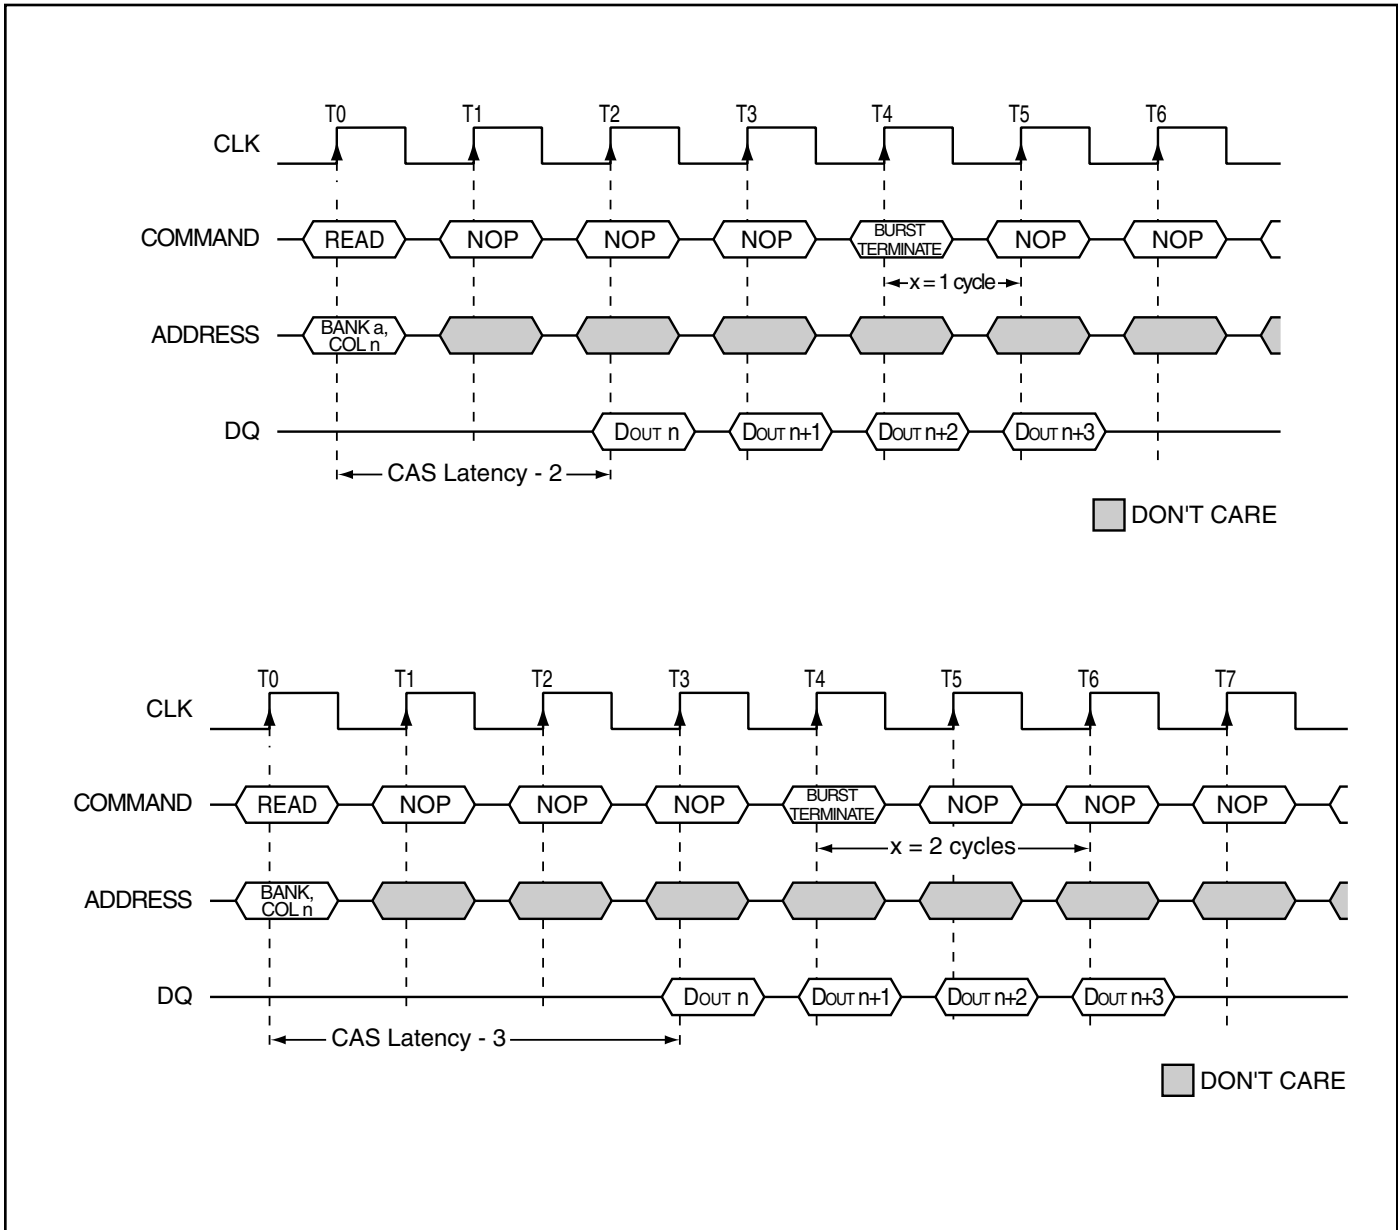 T0 T1 T2 T3 T4 T5 T6
CLK
COMMAND READ NOP NOP NOP BURST TERMINATE NOP NOP
x = 1 cycle
ADDRESS BANK a, COL n
DQ DOUT n DOUT n+1 DOUT n+2 DOUT n+3
CAS Latency - 2
DON'T CARE
T0 T1 T2 T3 T4 T5 T6 T7
CLK
COMMAND READ NOP NOP NOP BURST TERMINATE NOP NOP NOP
x = 2 cycles
ADDRESS BANK, COL n
DQ DOUT n DOUT n+1 DOUT n+2 DOUT n+3
CAS Latency - 3
DON'T CARE